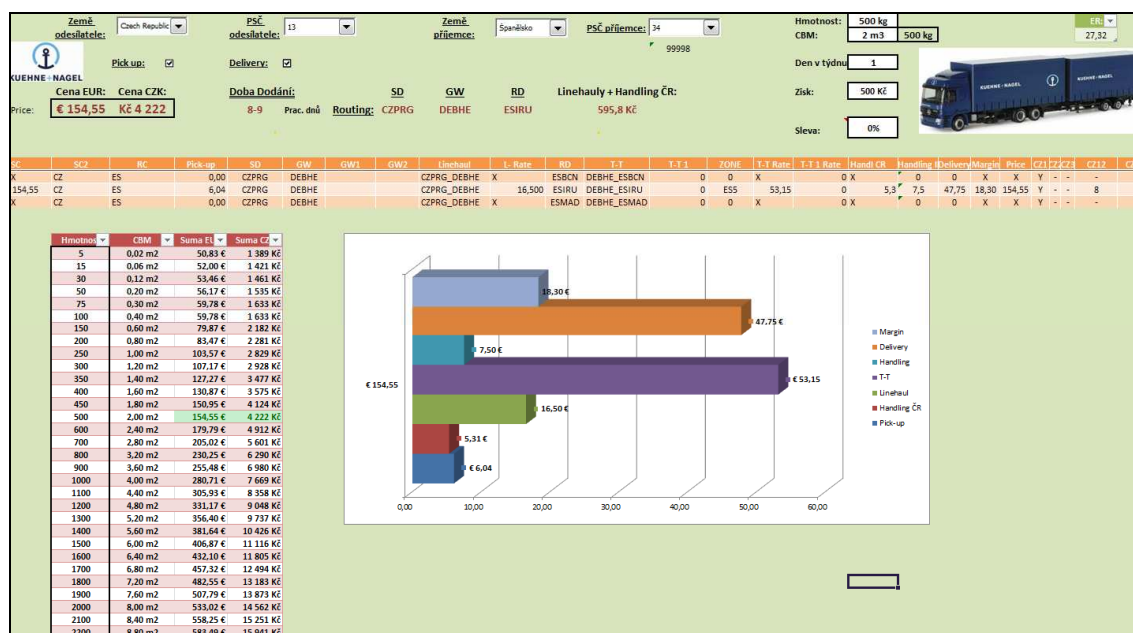 Země odesílatele: Czech Republic PSČ odesílatele: 13 Země příjemce: Španělsko PSČ příjemce: 34 Hmotnost: 500 kg ER:
99998 CBM: 2 m3 500 kg 27,32
KUEHNE+NAGEL Pick up: Delivery: Den v týdnu 1
Cena EUR: Cena CZK: Doba Dodání: SD GW RD Linehauly + Handling ČR: Zisk: 500 Kč
Price: € 154,55 Kč 4 222 8-9 Prac. dnů Routing: CZPRG DEBHE ESIRU 595,8 Kč
Sleva: 0%
KUEHNE+NAGEL
SC SC2 RC Pick-up SD GW GW1 GW2 Linehaul L- Rate RD T-T T-T 1 ZONE T-T Rate T-T 1 Rate Handl CR Handling Delivery Margin Price CZ1 CZ12
X CZ ES 0,00 CZPRG DEBHE CZPRG_DEBHE X ESBCN DEBHE_ESBCN 0 0 X 0 X 0 0 X X Y - - -
154,55 CZ ES 6,04 CZPRG DEBHE CZPRG_DEBHE 16,500 ESIRU DEBHE_ESIRU 0 ES5 53,15 0 5,3 7,5 47,75 18,30 154,55 Y - - 8
X CZ ES 0,00 CZPRG DEBHE CZPRG_DEBHE X ESMAD DEBHE_ESMAD 0 0 X 0 X 0 0 X X Y - - -
Hmotnos CBM Suma EU Suma CZ
5 0,02 m2 50,83 € 1 389 Kč
15 0,06 m2 52,00 € 1 421 Kč
30 0,12 m2 53,46 € 1 461 Kč
50 0,20 m2 56,17 € 1 535 Kč
75 0,30 m2 59,78 € 1 633 Kč
100 0,40 m2 59,78 € 1 633 Kč
150 0,60 m2 79,87 € 2 182 Kč
200 0,80 m2 83,47 € 2 281 Kč
250 1,00 m2 103,57 € 2 829 Kč
300 1,20 m2 107,17 € 2 928 Kč
350 1,40 m2 127,27 € 3 477 Kč
400 1,60 m2 130,87 € 3 575 Kč
450 1,80 m2 150,95 € 4 124 Kč
500 2,00 m2 154,55 € 4 222 Kč
600 2,40 m2 179,79 € 4 912 Kč
700 2,80 m2 205,02 € 5 601 Kč
800 3,20 m2 230,25 € 6 290 Kč
900 3,60 m2 255,48 € 6 980 Kč
1000 4,00 m2 280,71 € 7 669 Kč
1100 4,40 m2 305,93 € 8 358 Kč
1200 4,80 m2 331,17 € 9 048 Kč
1300 5,20 m2 356,40 € 9 737 Kč
1400 5,60 m2 381,64 € 10 426 Kč
1500 6,00 m2 406,87 € 11 116 Kč
1600 6,40 m2 432,10 € 11 805 Kč
1700 6,80 m2 457,32 € 12 494 Kč
1800 7,20 m2 482,55 € 13 183 Kč
1900 7,60 m2 507,79 € 13 873 Kč
2000 8,00 m2 533,02 € 14 562 Kč
2100 8,40 m2 558,25 € 15 251 Kč
2200 8,80 m2 583,49 € 15 941 Kč
18,30 €
47,75 €
7,50 €
€ 53,15
16,50 €
5,31 €
€ 6,04
€ 154,55
0,00 10,00 20,00 30,00 40,00 50,00 60,00
Margin
Delivery
Handling
T-T
Linehaul
Handling ČR
Pick-up